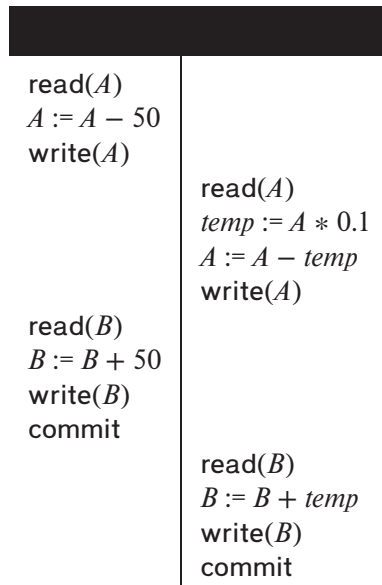 read(A)
A := A − 50
write(A)
read(A)
temp := A ∗ 0.1
A := A − temp
write(A)
read(B)
B := B + 50
write(B)
commit
read(B)
B := B + temp
write(B)
commit